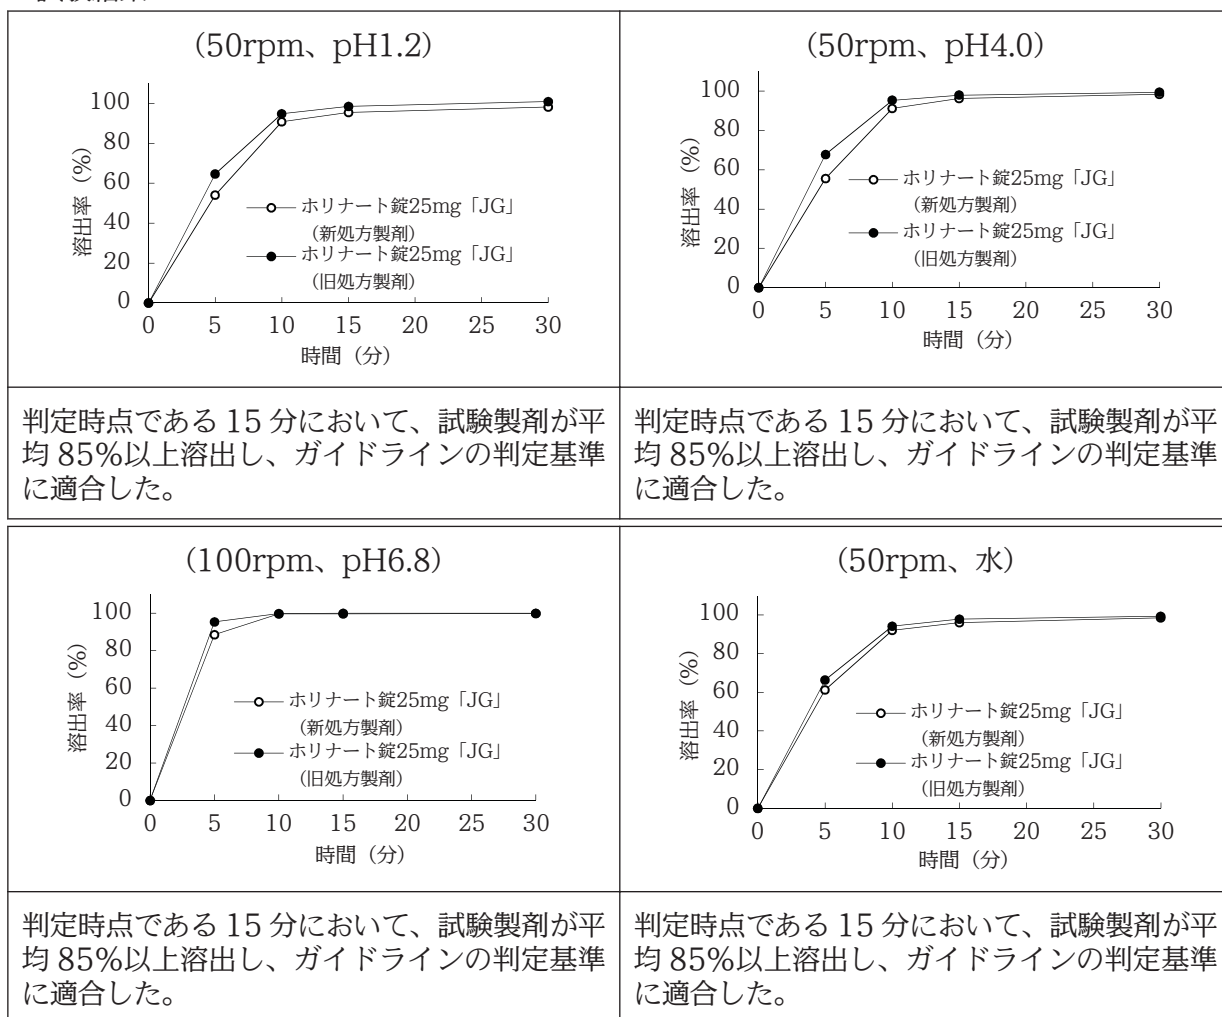 (50rpm、pH1.2)
100
80
60
40
20
0
溶出率 (%)
ホリナート錠25mg「JG」
(新処方製剤)
ホリナート錠25mg「JG」
(旧処方製剤)
0 5 10 15 20 25 30
時間 (分)
判定時点である 15 分において、試験製剤が平
均 85%以上溶出し、ガイドラインの判定基準
に適合した。
(50rpm、pH4.0)
100
80
60
40
20
0
溶出率 (%)
ホリナート錠25mg「JG」
(新処方製剤)
ホリナート錠25mg「JG」
(旧処方製剤)
0 5 10 15 20 25 30
時間 (分)
判定時点である 15 分において、試験製剤が平
均 85%以上溶出し、ガイドラインの判定基準
に適合した。
(100rpm、pH6.8)
100
80
60
40
20
0
溶出率 (%)
ホリナート錠25mg「JG」
(新処方製剤)
ホリナート錠25mg「JG」
(旧処方製剤)
0 5 10 15 20 25 30
時間 (分)
判定時点である 15 分において、試験製剤が平
均 85%以上溶出し、ガイドラインの判定基準
に適合した。
(50rpm、水)
100
80
60
40
20
0
溶出率 (%)
ホリナート錠25mg「JG」
(新処方製剤)
ホリナート錠25mg「JG」
(旧処方製剤)
0 5 10 15 20 25 30
時間 (分)
判定時点である 15 分において、試験製剤が平
均 85%以上溶出し、ガイドラインの判定基準
に適合した。